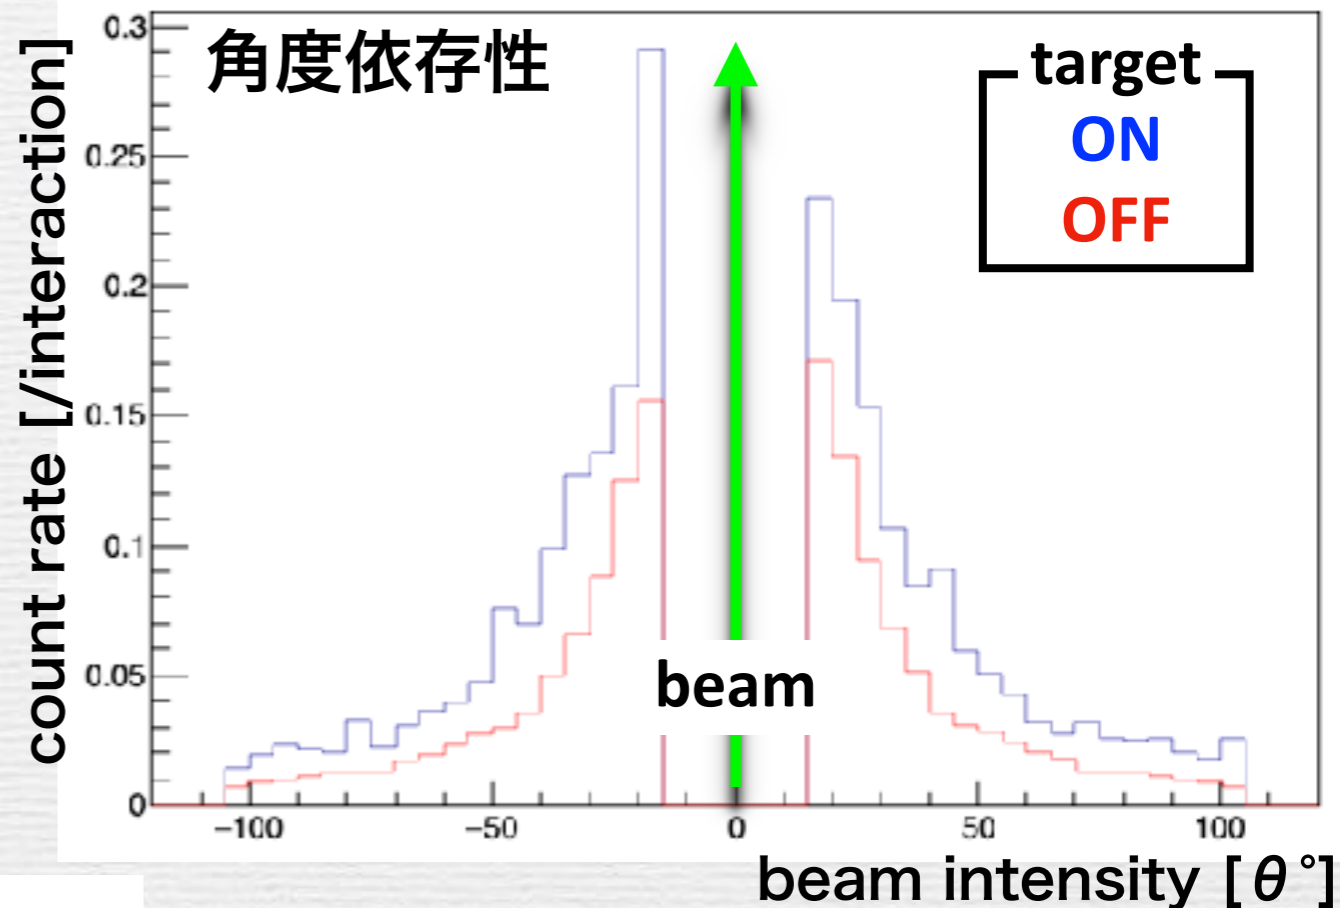 角度依存性
target
ON
OFF
count rate [/interaction]
0.3
0.25
0.2
0.15
0.1
0.05
0
beam
−100
−50
0
50
100
beam intensity [θ°]